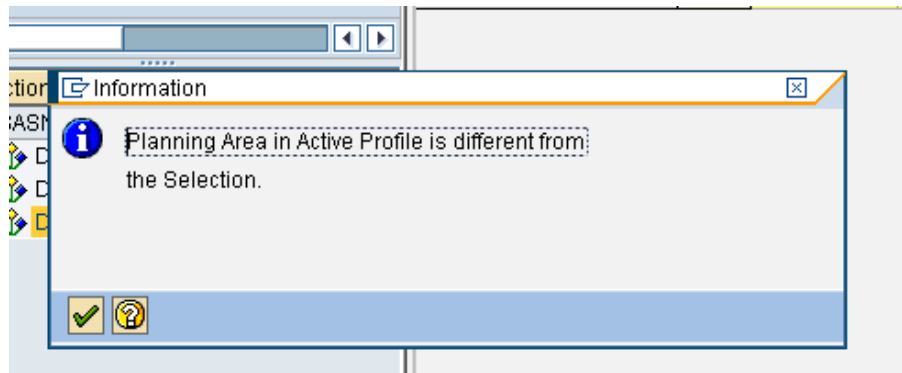 Information
Planning Area in Active Profile is different from
the Selection.